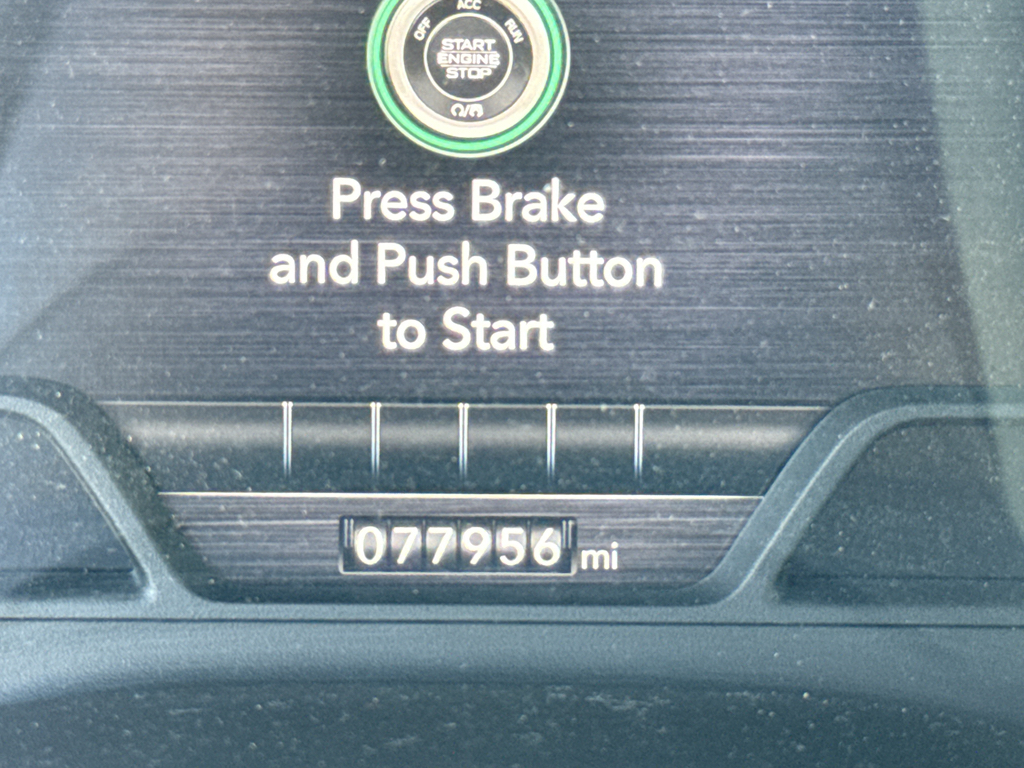 ACC
OFF RUN
START
ENGINE
STOP
Press Brake
and Push Button
to Start
077956 mi